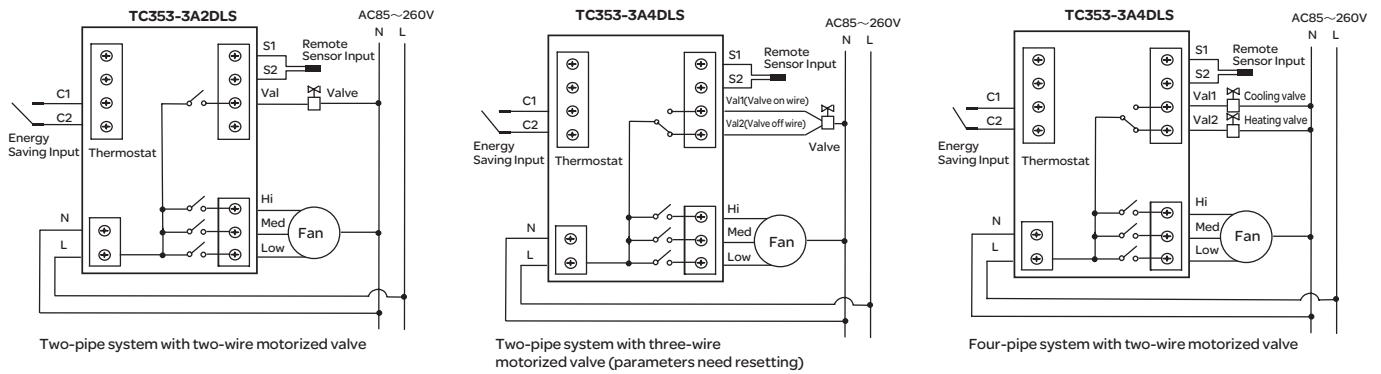 TC353-3A2DLS
AC85～260V
N L
S1
Remote
Sensor Input
S2
Val
Valve
C1
C2
Energy
Saving Input
Thermostat
N
L
Hi
Med
Low
Fan
Two-pipe system with two-wire motorized valve
TC353-3A4DLS
AC85～260V
N L
S1
Remote
Sensor Input
S2
Val1(Valve on wire)
Val2(Valve off wire)
Valve
C1
C2
Energy
Saving Input
Thermostat
N
L
Hi
Med
Low
Fan
Two-pipe system with three-wire
motorized valve (parameters need resetting)
TC353-3A4DLS
AC85～260V
N L
S1
Remote
Sensor Input
S2
Val1
Cooling valve
Val2
Heating valve
C1
C2
Energy
Saving Input
Thermostat
N
L
Hi
Med
Low
Fan
Four-pipe system with two-wire motorized valve